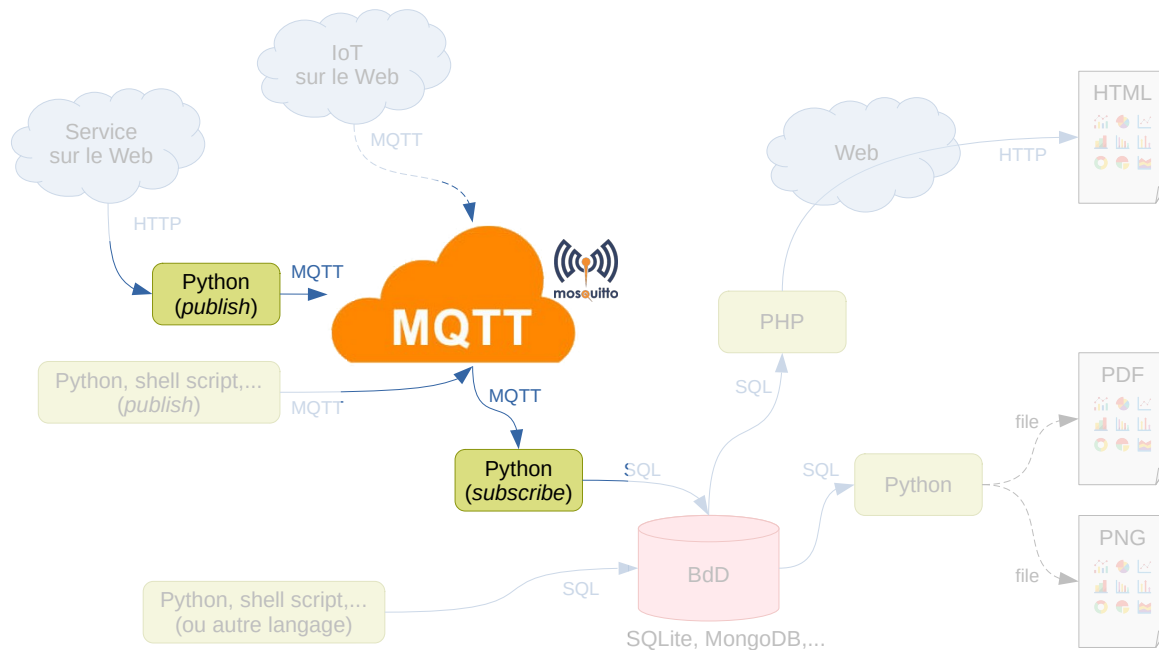 IoT
sur le Web
Service
sur le Web
MQTT
HTTP
Web
HTTP
HTML
Python
(publish)
MQTT
MQTT
mosquitto
PHP
Python, shell script,...
(publish)
MQTT
MQTT
SQL
PDF
file
Python
(subscribe)
SQL
SQL
Python
PNG
file
BdD
SQL
Python, shell script,...
(ou autre langage)
SQLite, MongoDB,...